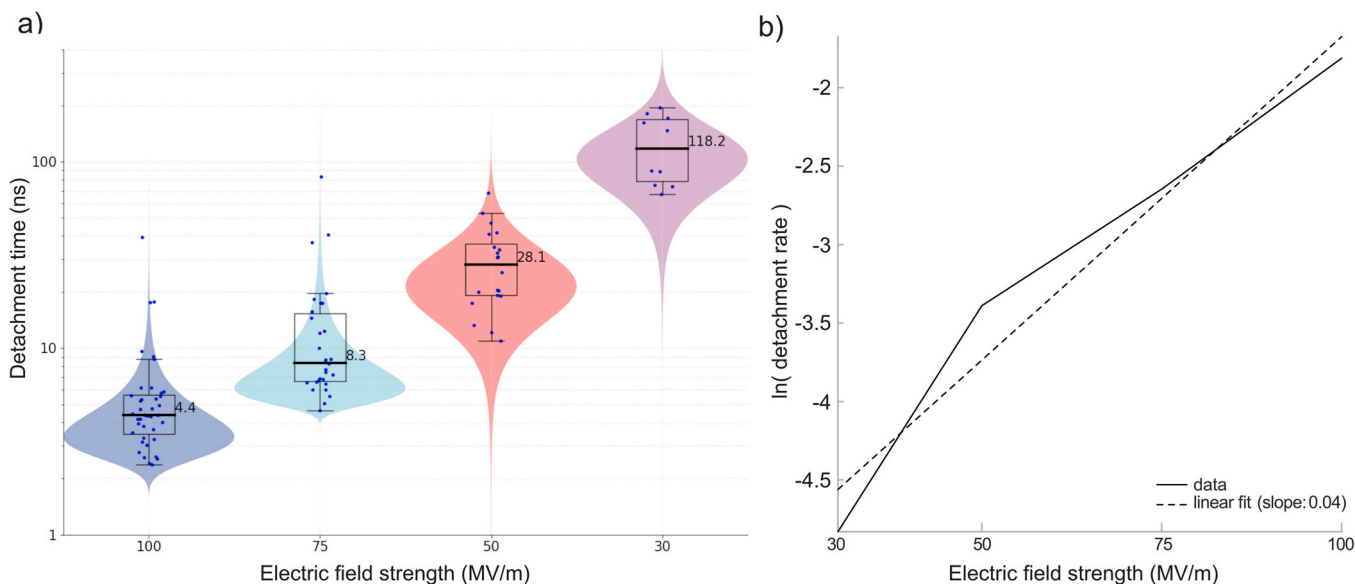 a)
Detachment time (ns)
100
10
1
4.4
8.3
28.1
118.2
100
75
50
30
Electric field strength (MV/m)
b)
ln( detachment rate )
-2
-2.5
-3
-3.5
-4
-4.5
data
linear fit (slope: 0.04)
30
50
75
100
Electric field strength (MV/m)